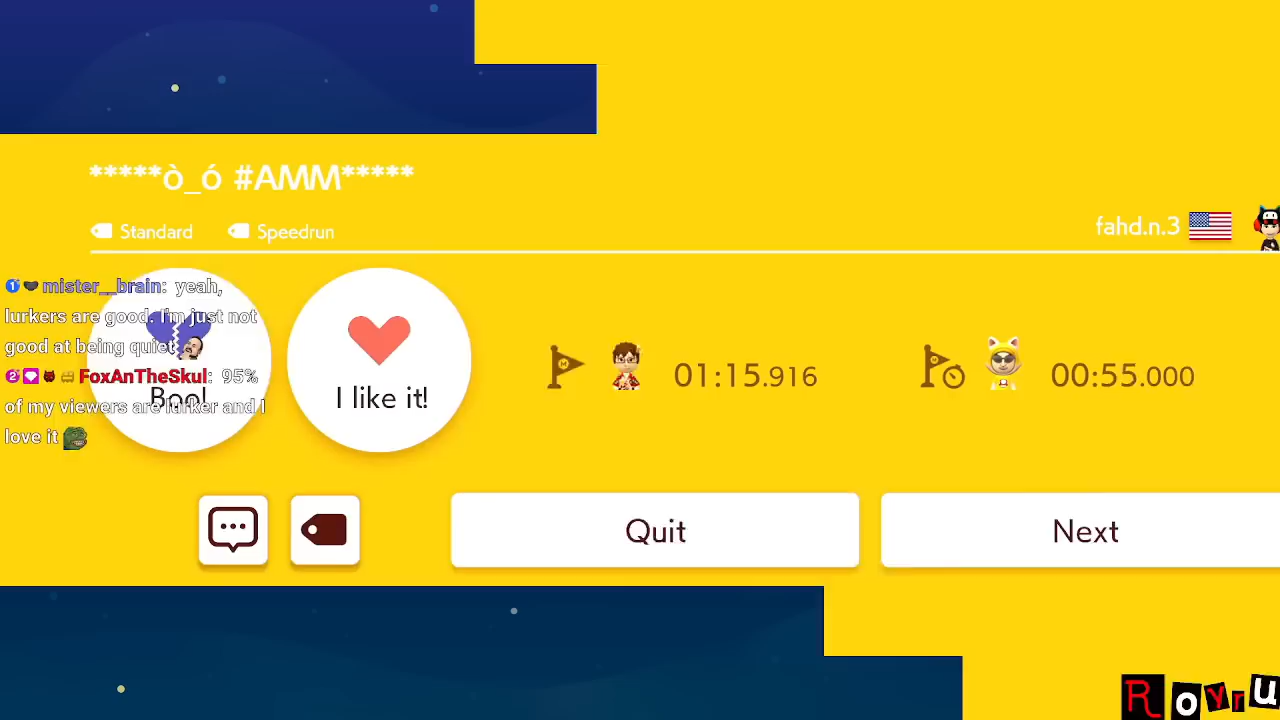 *****ò_ó #AMM*****
Standard
Speedrun
fahd.n.3
mister__brain: yeah,
lurkers are good. I'm just not
good at being quiet
FoxAnTheSkul: 95%
of my viewers are lurker and I
love it
Boo!
I like it!
01:15.916
00:55.000
Quit
Next
Royru